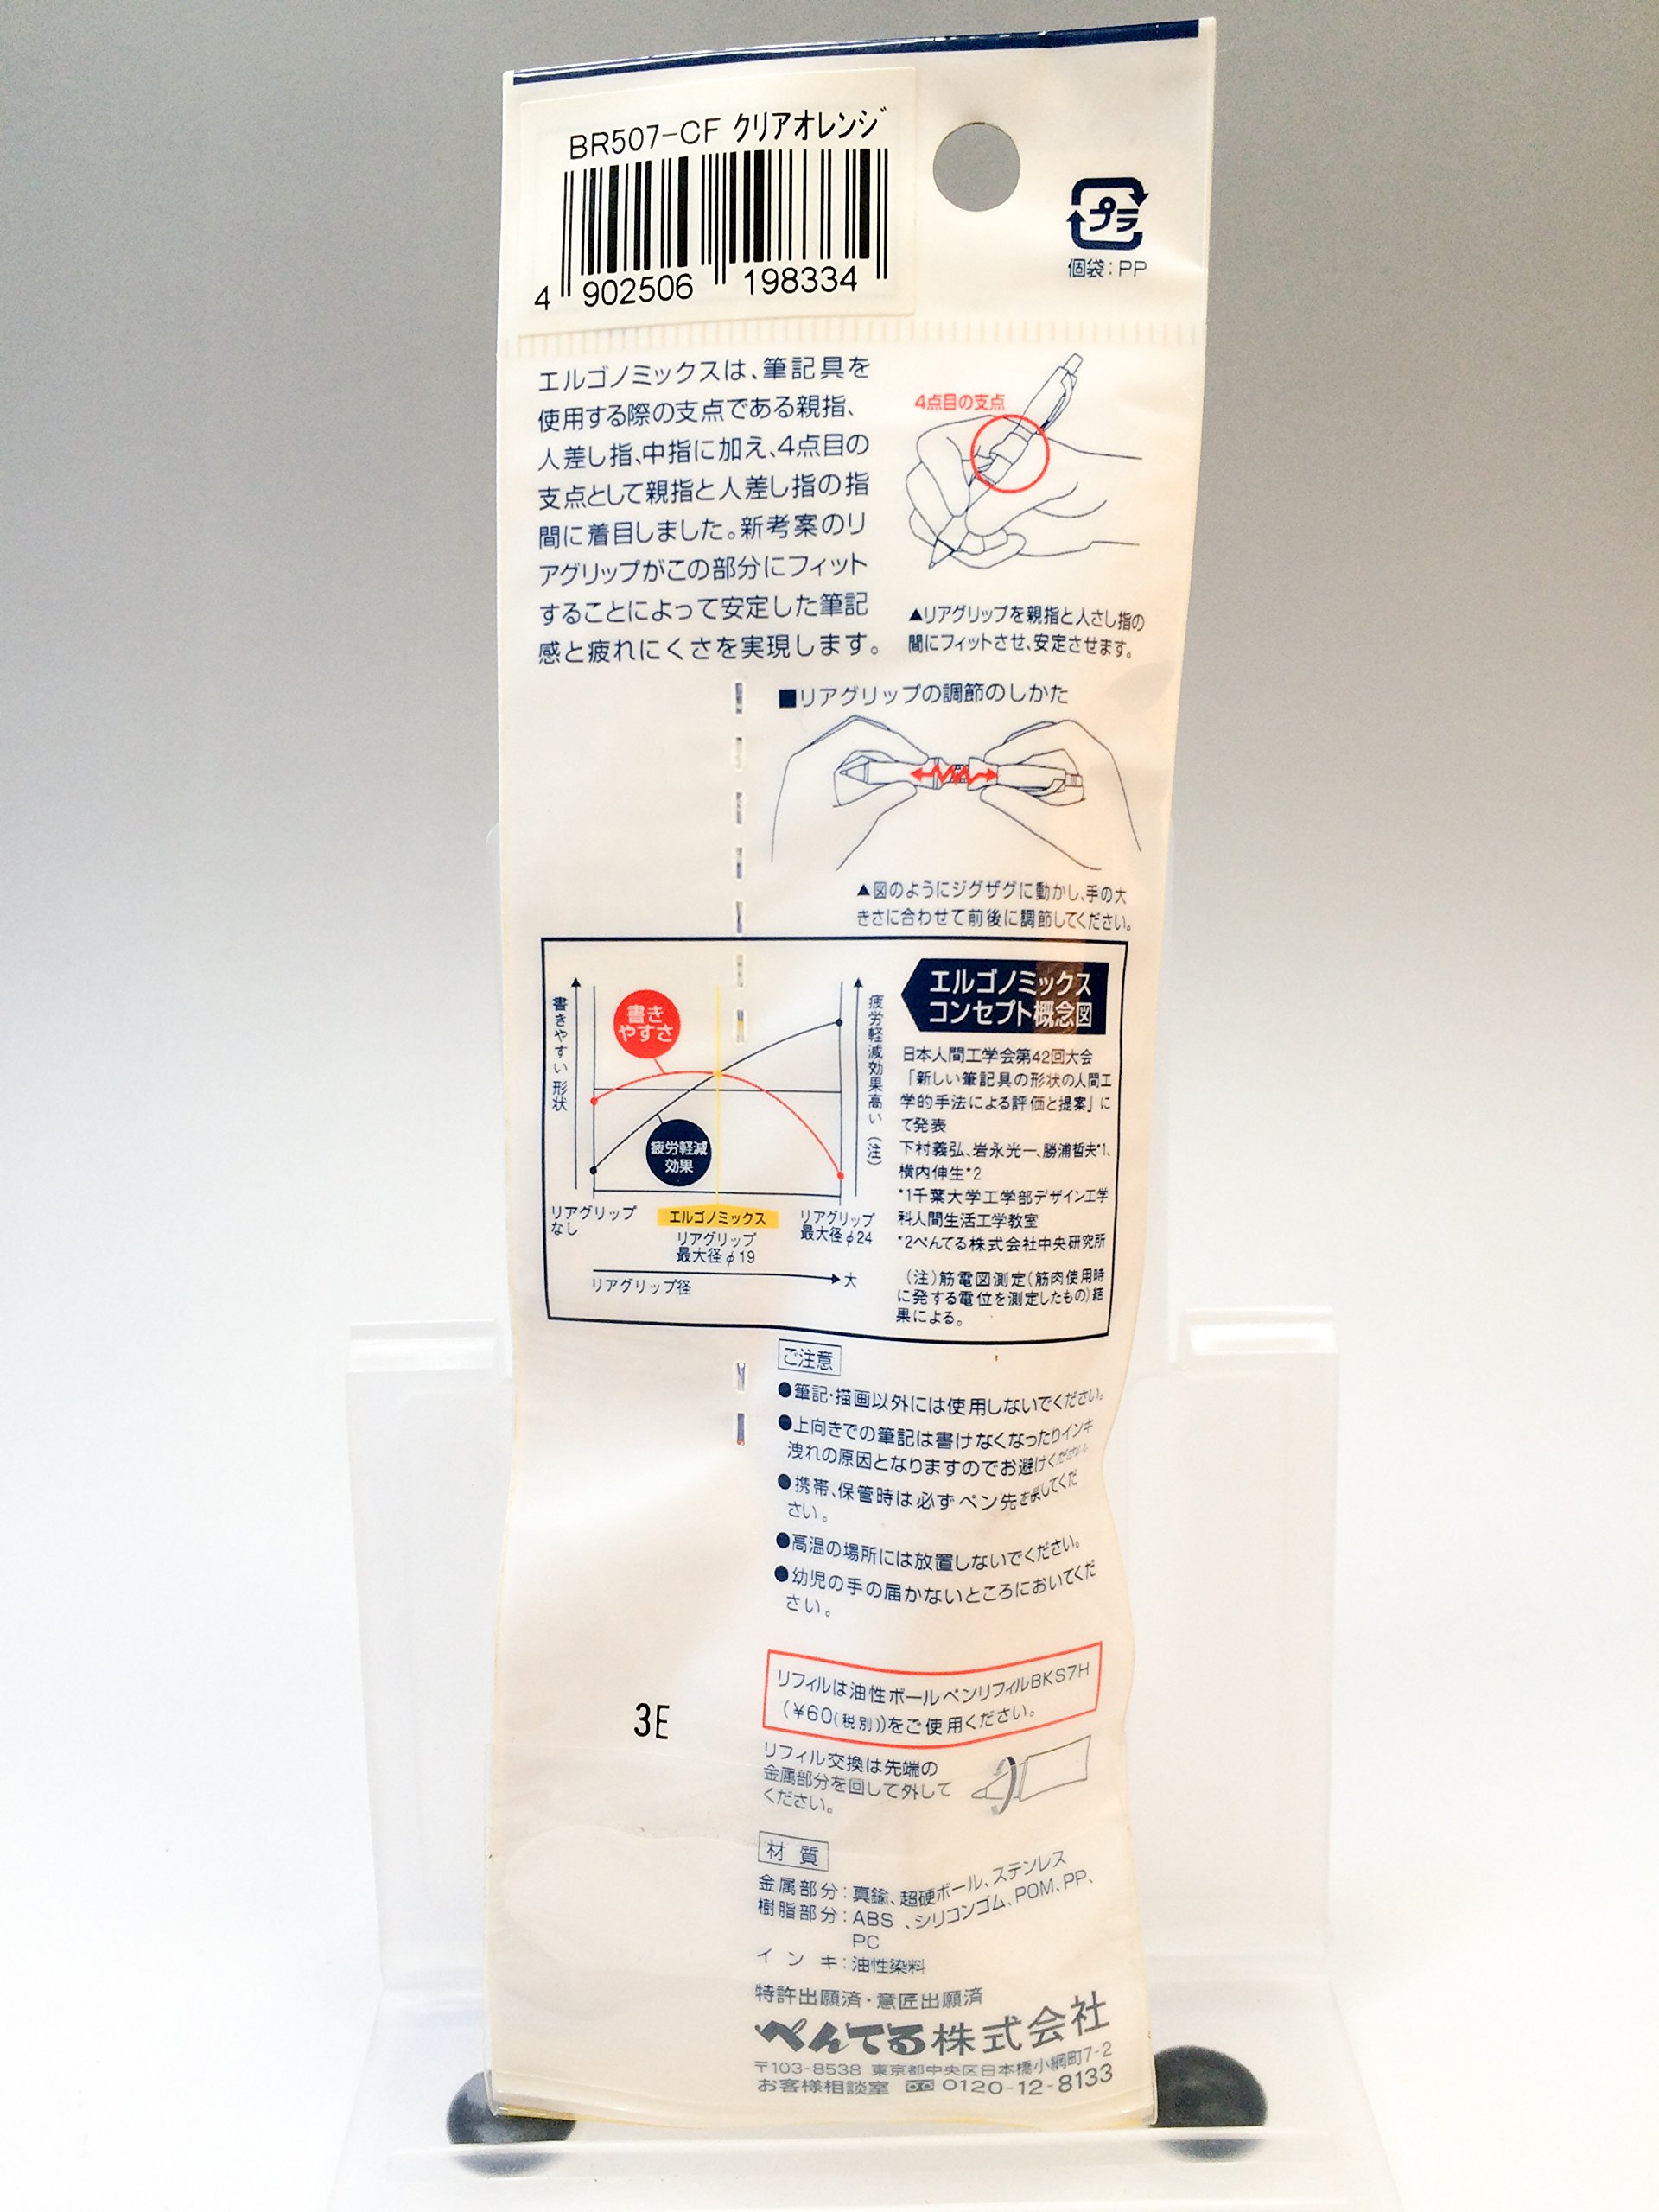 BR507-CF クリアオレンジ
4 902506 198334
プラ
個袋：PP
エルゴノミックスは、筆記具を
使用する際の支点である親指、
人差し指、中指に加え、4点目の
支点として親指と人差し指の指
間に着目しました。新考案のリ
アグリップがこの部分にフィット
することによって安定した筆記
感と疲れにくさを実現します。
4点目の支点
▲リアグリップを親指と人さし指の
間にフィットさせ、安定させます。
■リアグリップの調節のしかた
▲図のようにジグザグに動かし、手の大
きさに合わせて前後に調節してください。
書きやすい形状
書き
やすさ
疲労軽減
効果
疲労軽減効果高い（注）
リアグリップ
なし
エルゴノミックス
リアグリップ
最大径φ19
リアグリップ
最大径φ24
リアグリップ径
大
エルゴノミックス
コンセプト概念図
日本人間工学会第42回大会
「新しい筆記具の形状の人間工
学的手法による評価と提案」に
て発表
下村義弘、岩永光一、勝浦哲夫*1、
横内伸生*2
*1千葉大学工学部デザイン工学
科人間生活工学教室
*2ぺんてる株式会社中央研究所
（注）筋電図測定（筋肉使用時
に発する電位を測定したもの）結
果による。
ご注意
●筆記・描画以外には使用しないでください。
●上向きでの筆記は書けなくなったりインキ
洩れの原因となりますのでお避けください。
●携帯、保管時は必ずペン先を戻してくだ
さい。
●高温の場所には放置しないでください。
●幼児の手の届かないところにおいてくだ
さい。
リフィルは油性ボールペンリフィルBKS7H
（¥60(税別)）をご使用ください。
3E
リフィル交換は先端の
金属部分を回して外して
ください。
材質
金属部分：真鍮、超硬ボール、ステンレス
樹脂部分：ABS、シリコンゴム、POM、PP、
PC
インキ：油性染料
特許出願済・意匠出願済
ぺんてる株式会社
〒103-8538 東京都中央区日本橋小網町7-2
お客様相談室 0120-12-8133